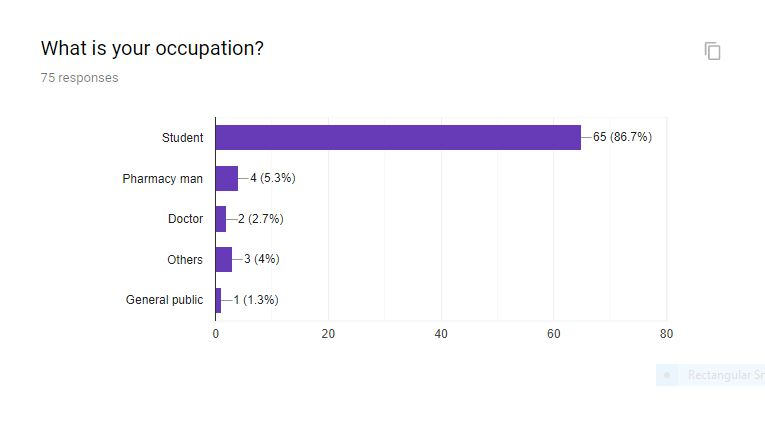 What is your occupation?
75 responses
Student 65 (86.7%)
Pharmacy man 4 (5.3%)
Doctor 2 (2.7%)
Others 3 (4%)
General public 1 (1.3%)
0 20 40 60 80
Rectangular